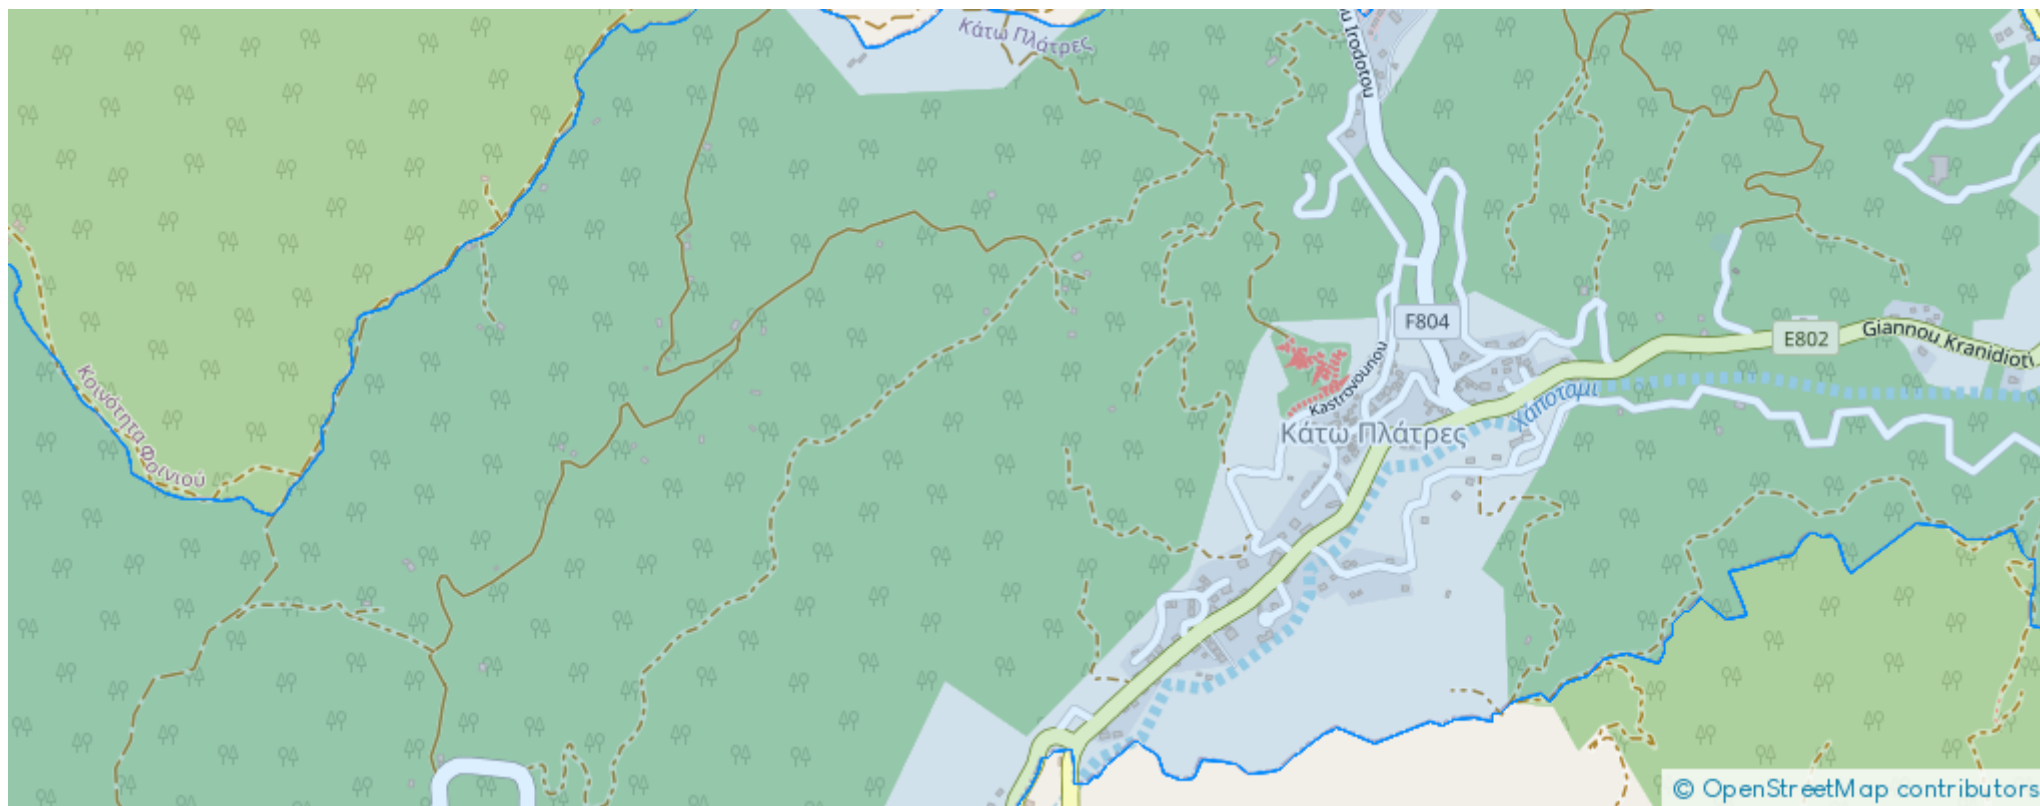 Κάτω Πλάτρες
Irodotou
F804
E802
Giannou Kranidioti
Kastrovounou
Χαποταμι
Κάτω Πλάτρες
Κοινότητα Φοινιού
© OpenStreetMap contributors